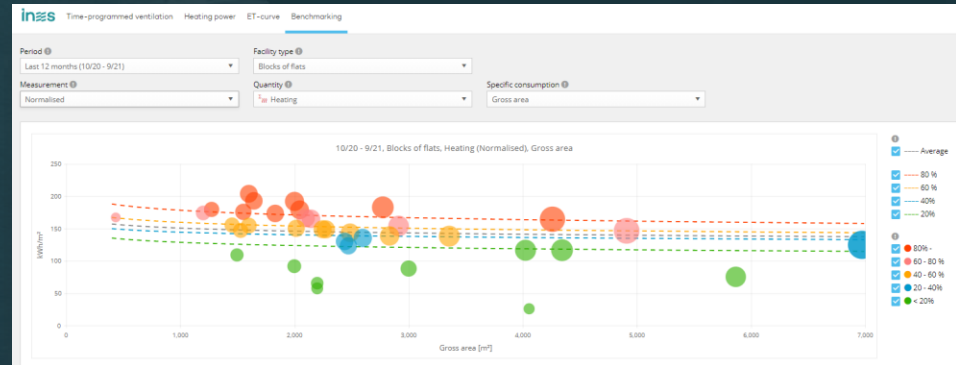 inεs Time-programmed ventilation Heating power ET-curve Benchmarking
Period Facility type
Last 12 months (10/20 - 9/21) Blocks of flats
Measurement Quantity Specific consumption
Normalised Heating Gross area
10/20 - 9/21, Blocks of flats, Heating (Normalised), Gross area
250
200
150
100
50
0
kWh/m²
0 1,000 2,000 3,000 4,000 5,000 6,000 7,000
Gross area [m²]
Average
80 %
60 %
40%
20%
80% -
60 - 80 %
40 - 60 %
20 - 40%
< 20%